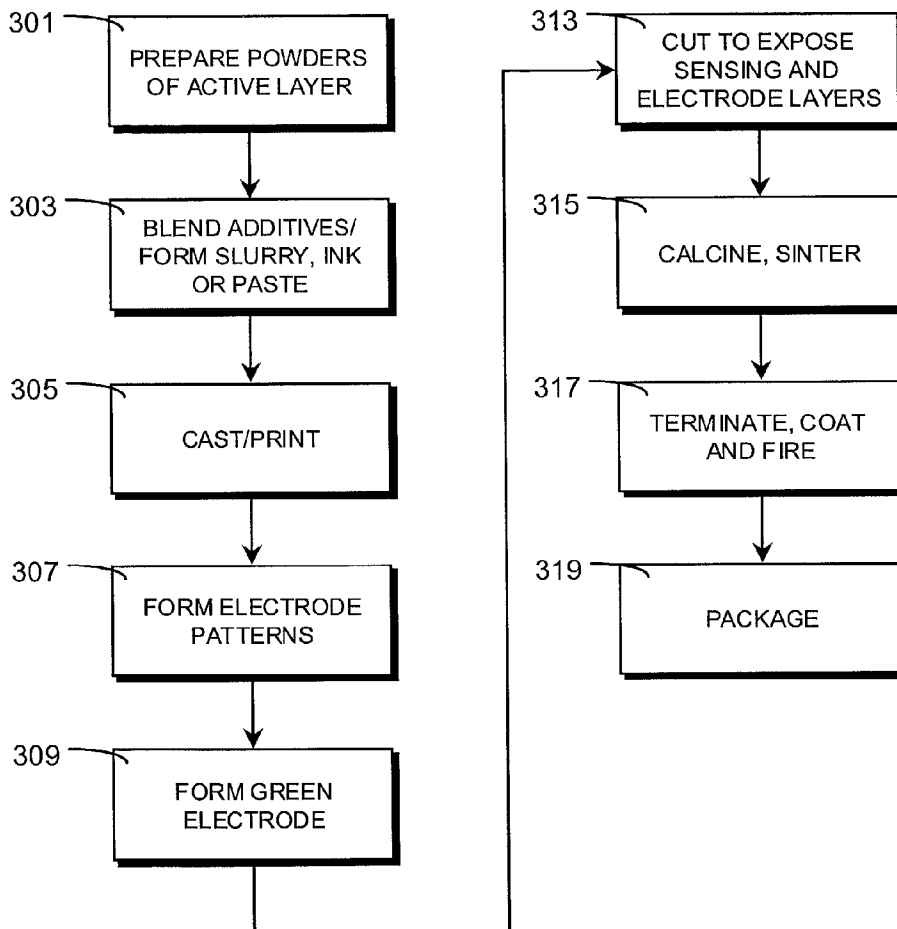 301
PREPARE POWDERS
OF ACTIVE LAYER
303
BLEND ADDITIVES/
FORM SLURRY, INK
OR PASTE
305
CAST/PRINT
307
FORM ELECTRODE
PATTERNS
309
FORM GREEN
ELECTRODE
313
CUT TO EXPOSE
SENSING AND
ELECTRODE LAYERS
315
CALCINE, SINTER
317
TERMINATE, COAT
AND FIRE
319
PACKAGE